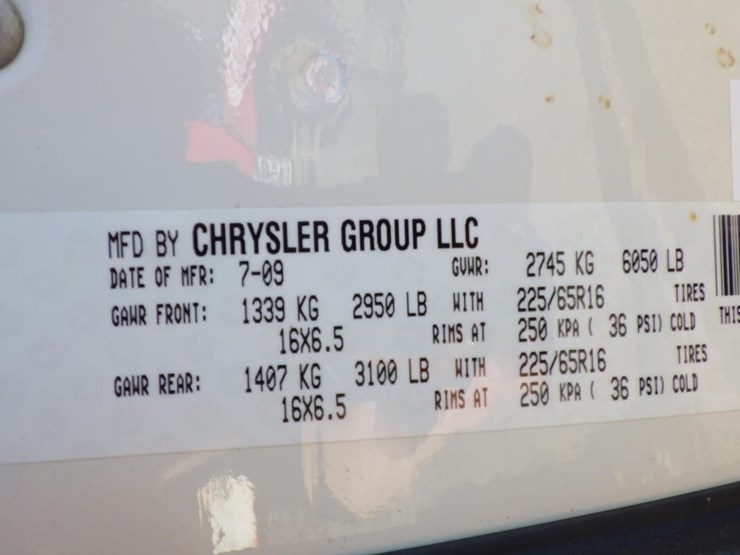 MFD BY CHRYSLER GROUP LLC
DATE OF MFR: 7-09 GVWR: 2745 KG 6050 LB
GAWR FRONT: 1339 KG 2950 LB WITH 225/65R16 TIRES
16X6.5 RIMS AT 250 KPA ( 36 PSI) COLD
THIS
GAWR REAR: 1407 KG 3100 LB WITH 225/65R16 TIRES
16X6.5 RIMS AT 250 KPA ( 36 PSI) COLD